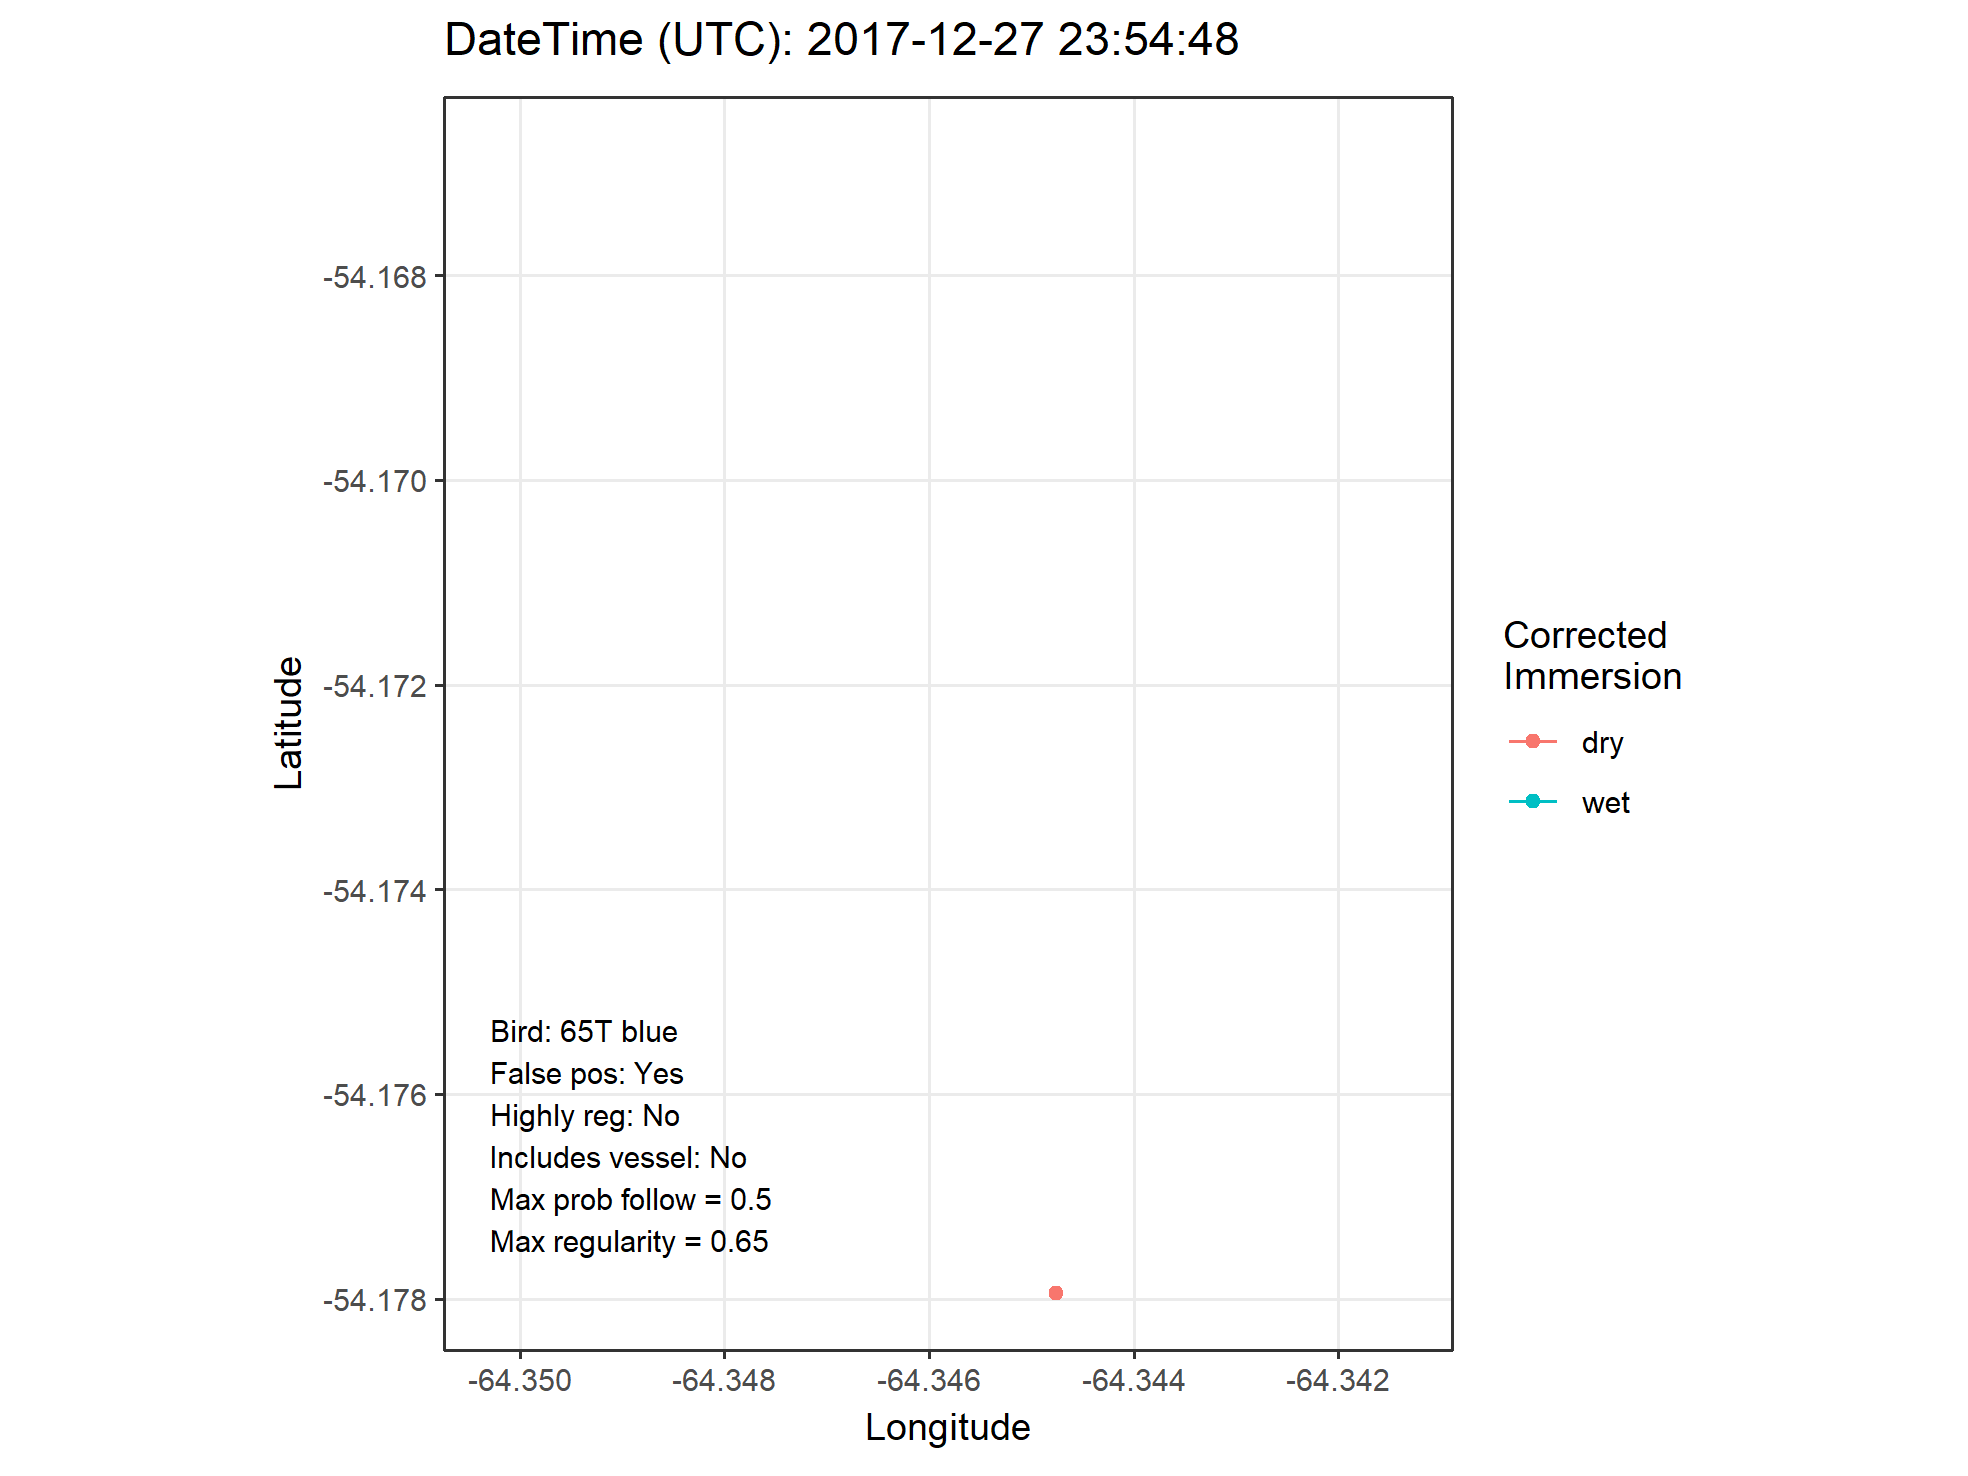 DateTime (UTC): 2017-12-27 23:54:48
-54.168
-54.170
-54.172
-54.174
-54.176
-54.178
Latitude
Bird: 65T blue
False pos: Yes
Highly reg: No
Includes vessel: No
Max prob follow = 0.5
Max regularity = 0.65
-64.350
-64.348
-64.346
-64.344
-64.342
Longitude
Corrected
Immersion
dry
wet